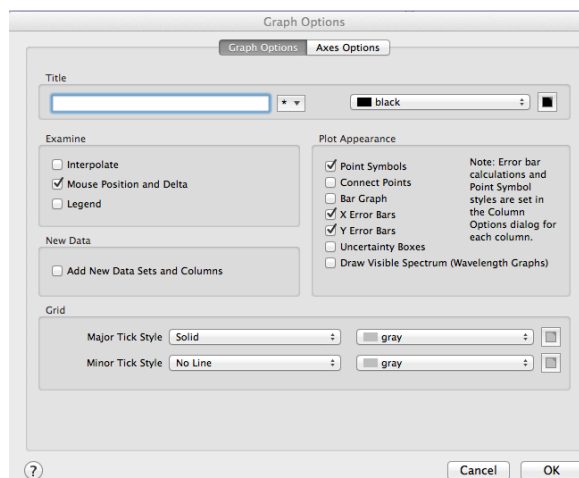 Graph Options
Graph Options Axes Options
Title
* black
Examine
Interpolate
Mouse Position and Delta
Legend
New Data
Add New Data Sets and Columns
Plot Appearance
Point Symbols
Connect Points
Bar Graph
X Error Bars
Y Error Bars
Uncertainty Boxes
Draw Visible Spectrum (Wavelength Graphs)
Note: Error bar
calculations and
Point Symbol
styles are set in
the Column
Options dialog for
each column.
Grid
Major Tick Style Solid gray
Minor Tick Style No Line gray
? Cancel OK